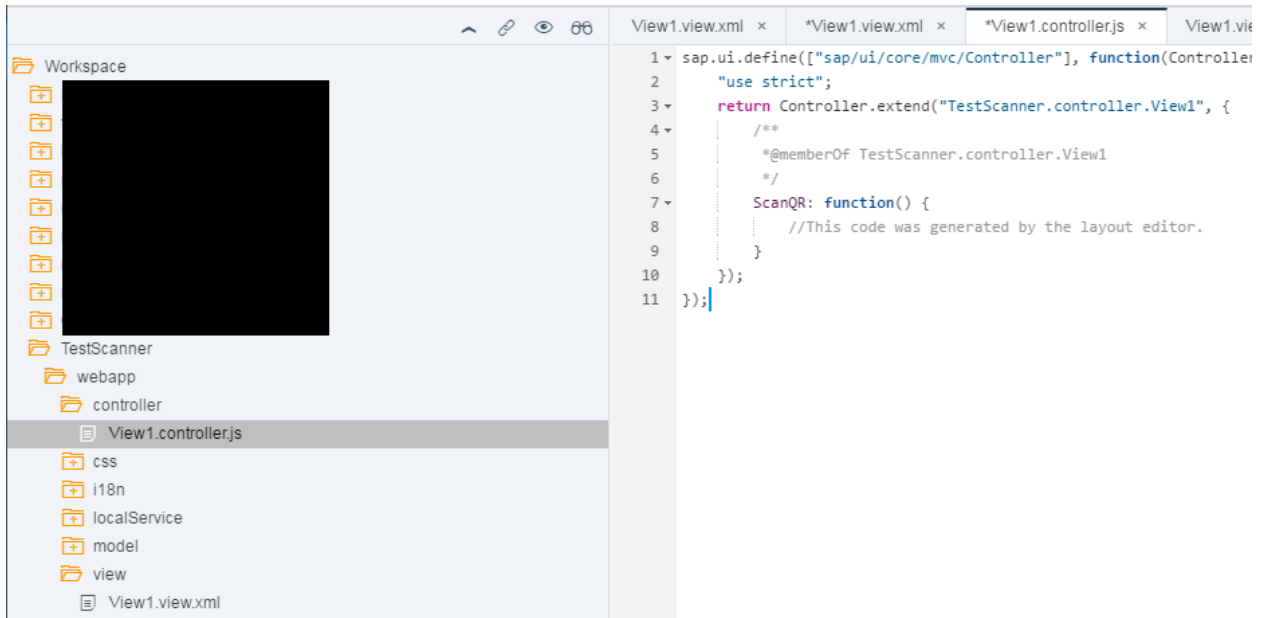 View1.view.xml × *View1.view.xml × *View1.controller.js × View1.vie
Workspace
TestScanner
webapp
controller
View1.controller.js
css
i18n
localService
model
view
View1.view.xml
1 sap.ui.define(["sap/ui/core/mvc/Controller"], function(Controller
2 "use strict";
3 return Controller.extend("TestScanner.controller.View1", {
4 /**
5 *@memberOf TestScanner.controller.View1
6 */
7 ScanQR: function() {
8 //This code was generated by the layout editor.
9 }
10 });
11 });